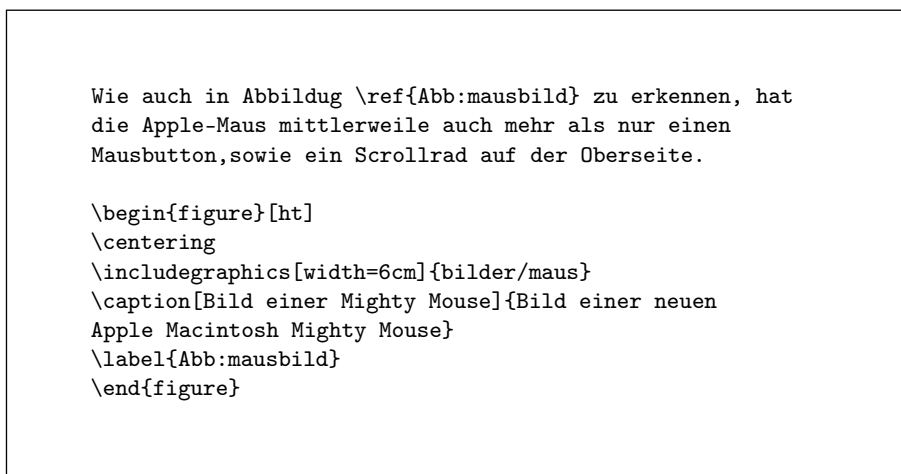 Wie auch in Abbildug \ref{Abb:mausbild} zu erkennen, hat
die Apple-Maus mittlerweile auch mehr als nur einen
Mausbutton,sowie ein Scrollrad auf der Oberseite.
\begin{figure}[ht]
\centering
\includegraphics[width=6cm]{bilder/maus}
\caption[Bild einer Mighty Mouse]{Bild einer neuen
Apple Macintosh Mighty Mouse}
\label{Abb:mausbild}
\end{figure}